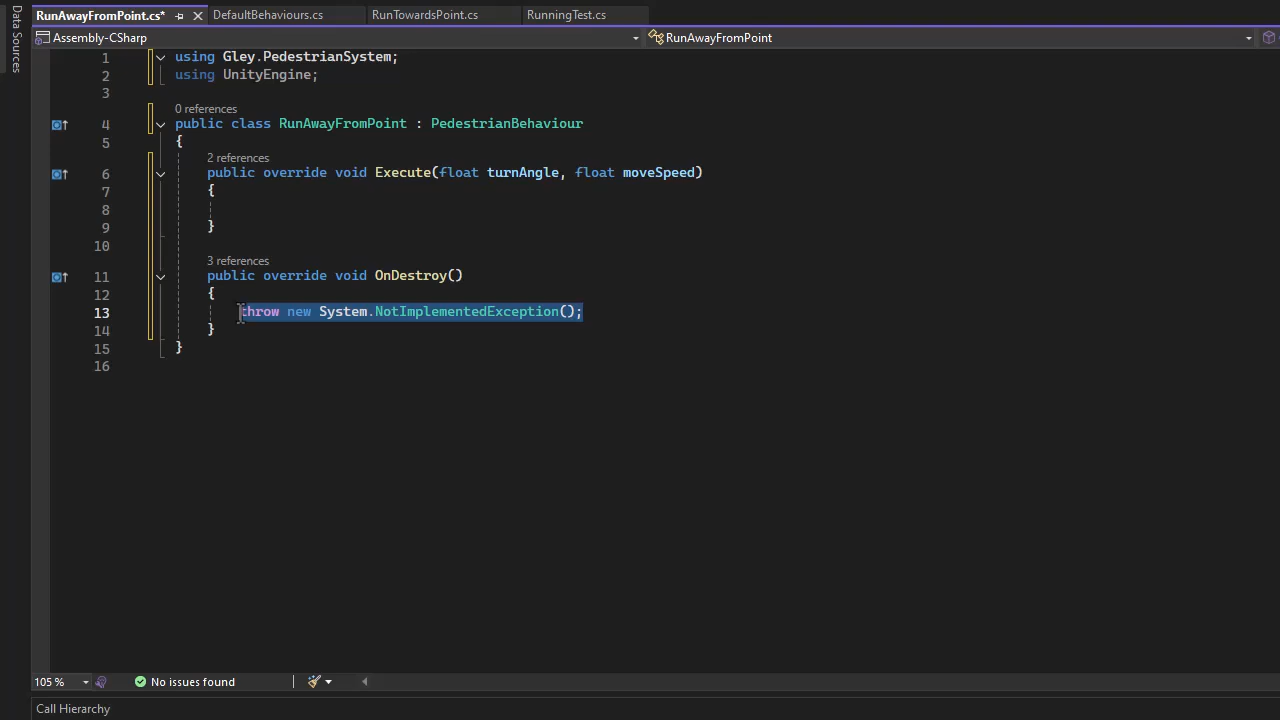 Data Sources
RunAwayFromPoint.cs*
DefaultBehaviours.cs
RunTowardsPoint.cs
RunningTest.cs
Assembly-CSharp
RunAwayFromPoint
1 using Gley.PedestrianSystem;
2 using UnityEngine;
3
0 references
4 public class RunAwayFromPoint : PedestrianBehaviour
5 {
2 references
6 public override void Execute(float turnAngle, float moveSpeed)
7 {
8
9 }
10
3 references
11 public override void OnDestroy()
12 {
13 throw new System.NotImplementedException();
14 }
15 }
16
105 %
No issues found
Call Hierarchy